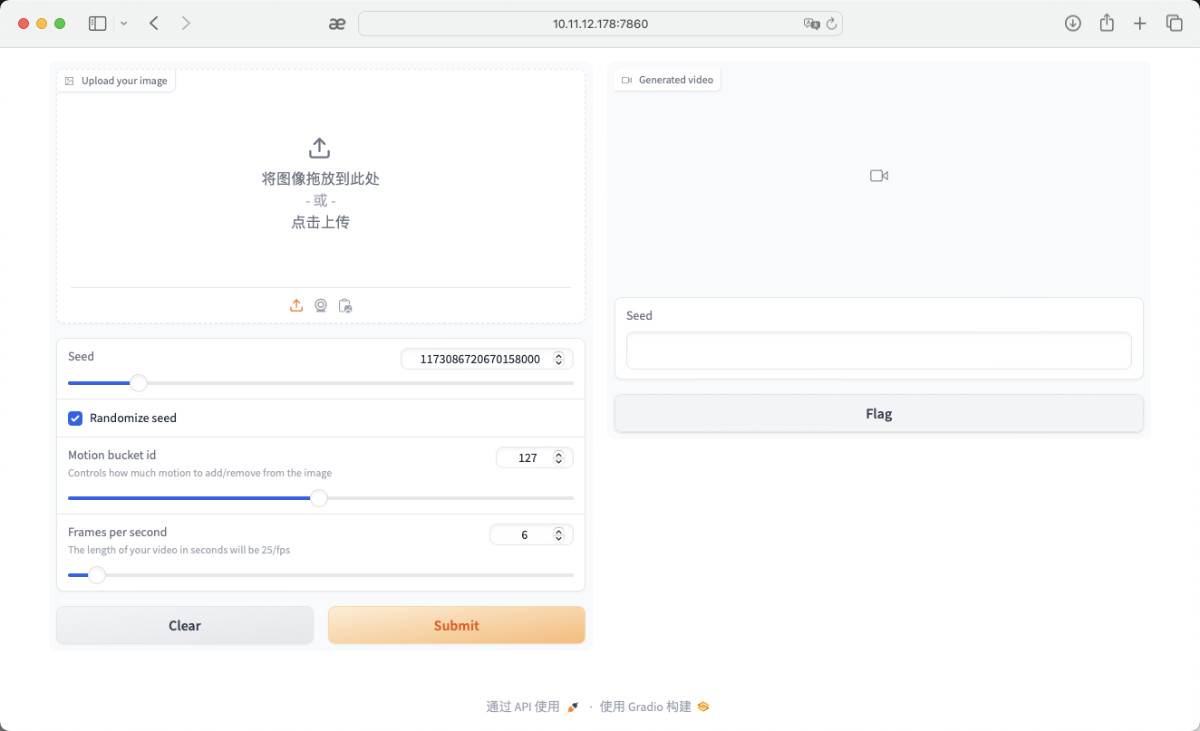 10.11.12.178:7860
Upload your image
将图像拖放到此处
- 或 -
点击上传
Seed
1173086720670158000
Randomize seed
Motion bucket id
127
Controls how much motion to add/remove from the image
Frames per second
6
The length of your video in seconds will be 25/fps
Clear
Submit
Generated video
Seed
Flag
通过 API 使用 · 使用 Gradio 构建